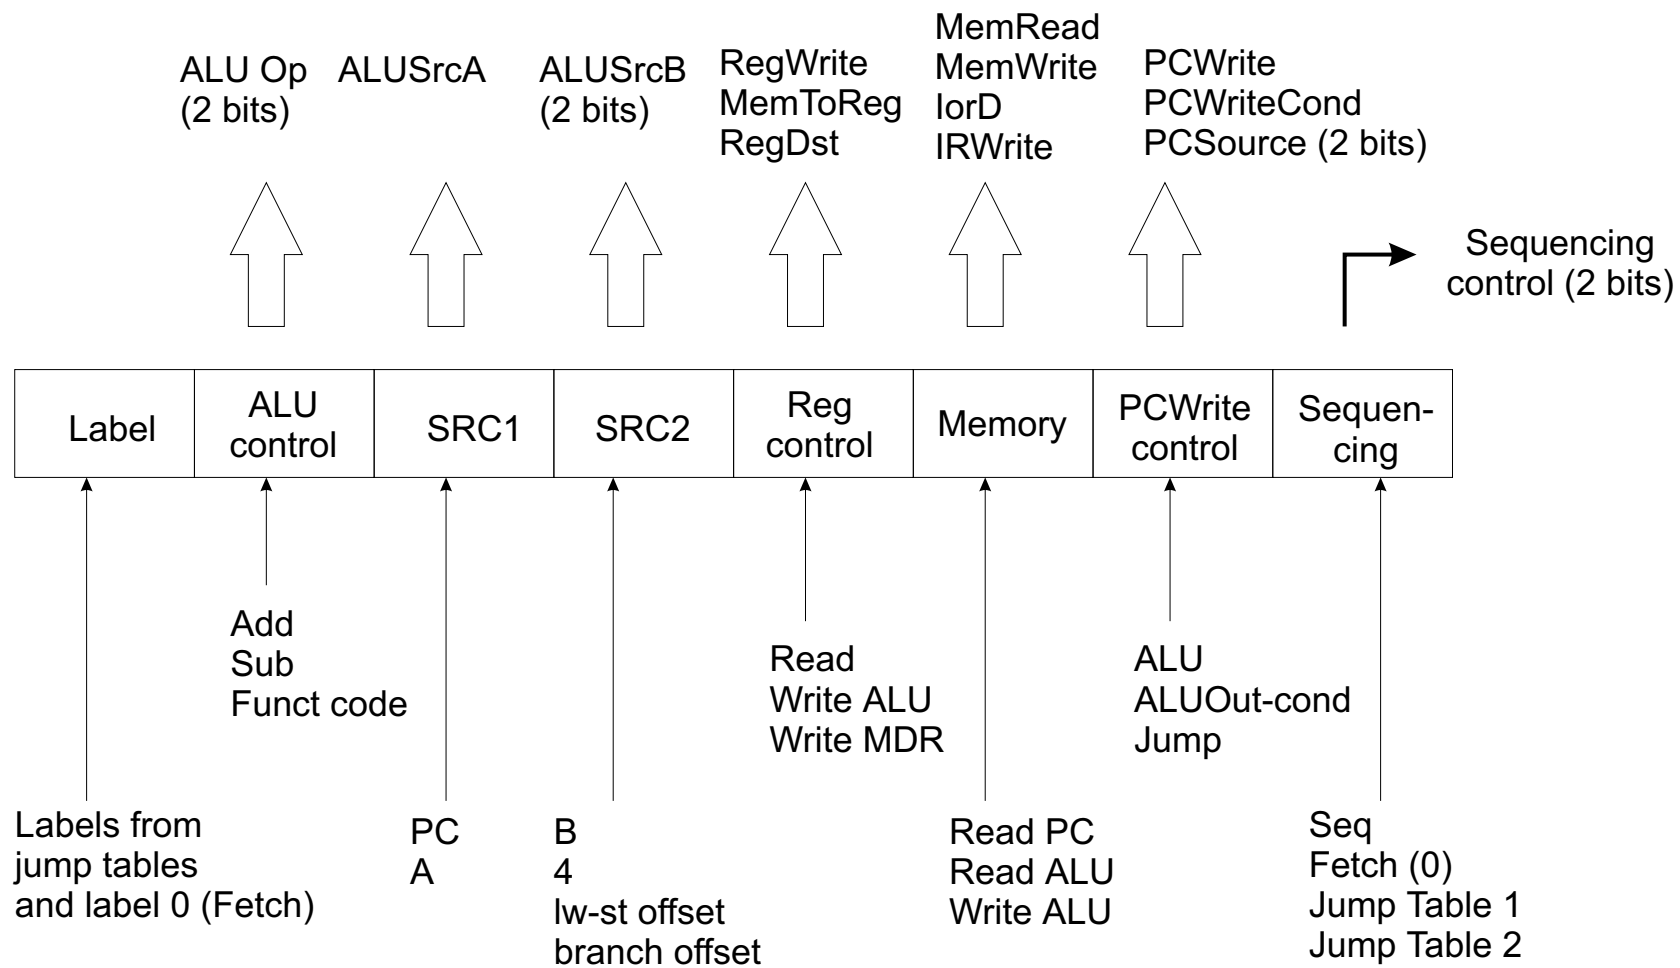 ALU Op
(2 bits)
ALUSrcA
ALUSrcB
(2 bits)
RegWrite
MemToReg
RegDst
MemRead
MemWrite
IorD
IRWrite
PCWrite
PCWriteCond
PCSource (2 bits)
Sequencing
control (2 bits)
Label
ALU
control
SRC1
SRC2
Reg
control
Memory
PCWrite
control
Sequen-
cing
Labels from
jump tables
and label 0 (Fetch)
Add
Sub
Funct code
PC
A
B
4
lw-st offset
branch offset
Read
Write ALU
Write MDR
Read PC
Read ALU
Write ALU
ALU
ALUOut-cond
Jump
Seq
Fetch (0)
Jump Table 1
Jump Table 2